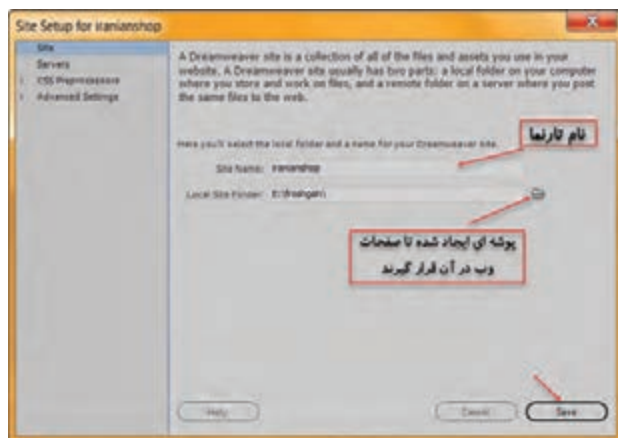 Site Setup for iranianshop
Site
Servers
CSS Preprocessors
Advanced Settings
A Dreamweaver site is a collection of all of the files and assets you use in your
website. A Dreamweaver site usually has two parts: a local folder on your computer
where you store and work on files, and a remote folder on a server where you post
the same files to the web.
Here you'll select the local folder and a name for your Dreamweaver site.
نام تارنما
Site Name: iranianshop
Local Site Folder:
پوشه ای ایجاد شده تا صفحات
وب در آن قرار گیرند
Help
Cancel
Save